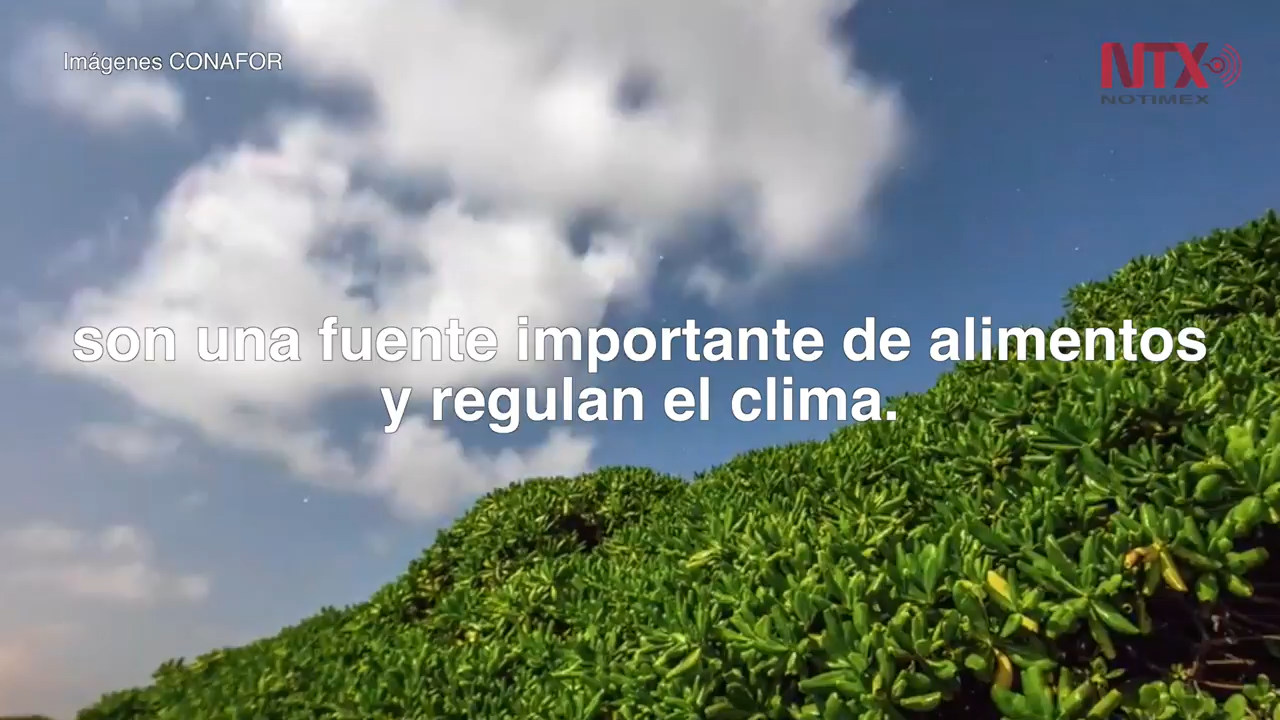 Imágenes CONAFOR
NTX
NOTIMEX
son una fuente importante de alimentos
y regulan el clima.